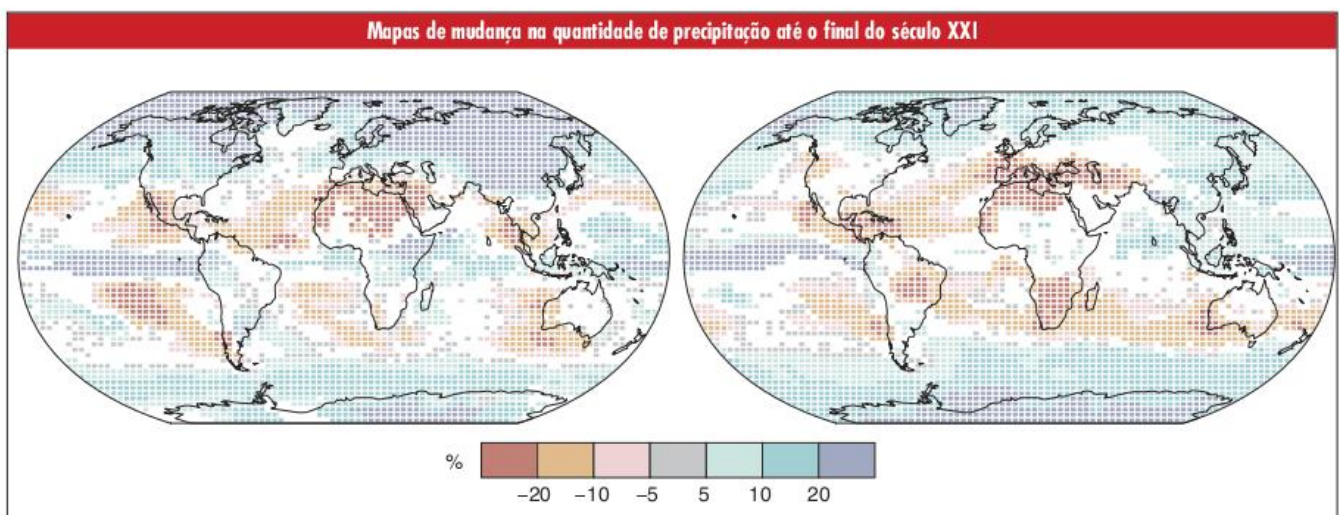 Mapas de mudança na quantidade de precipitação até o final do século XXI
%
−20 −10 −5 5 10 20